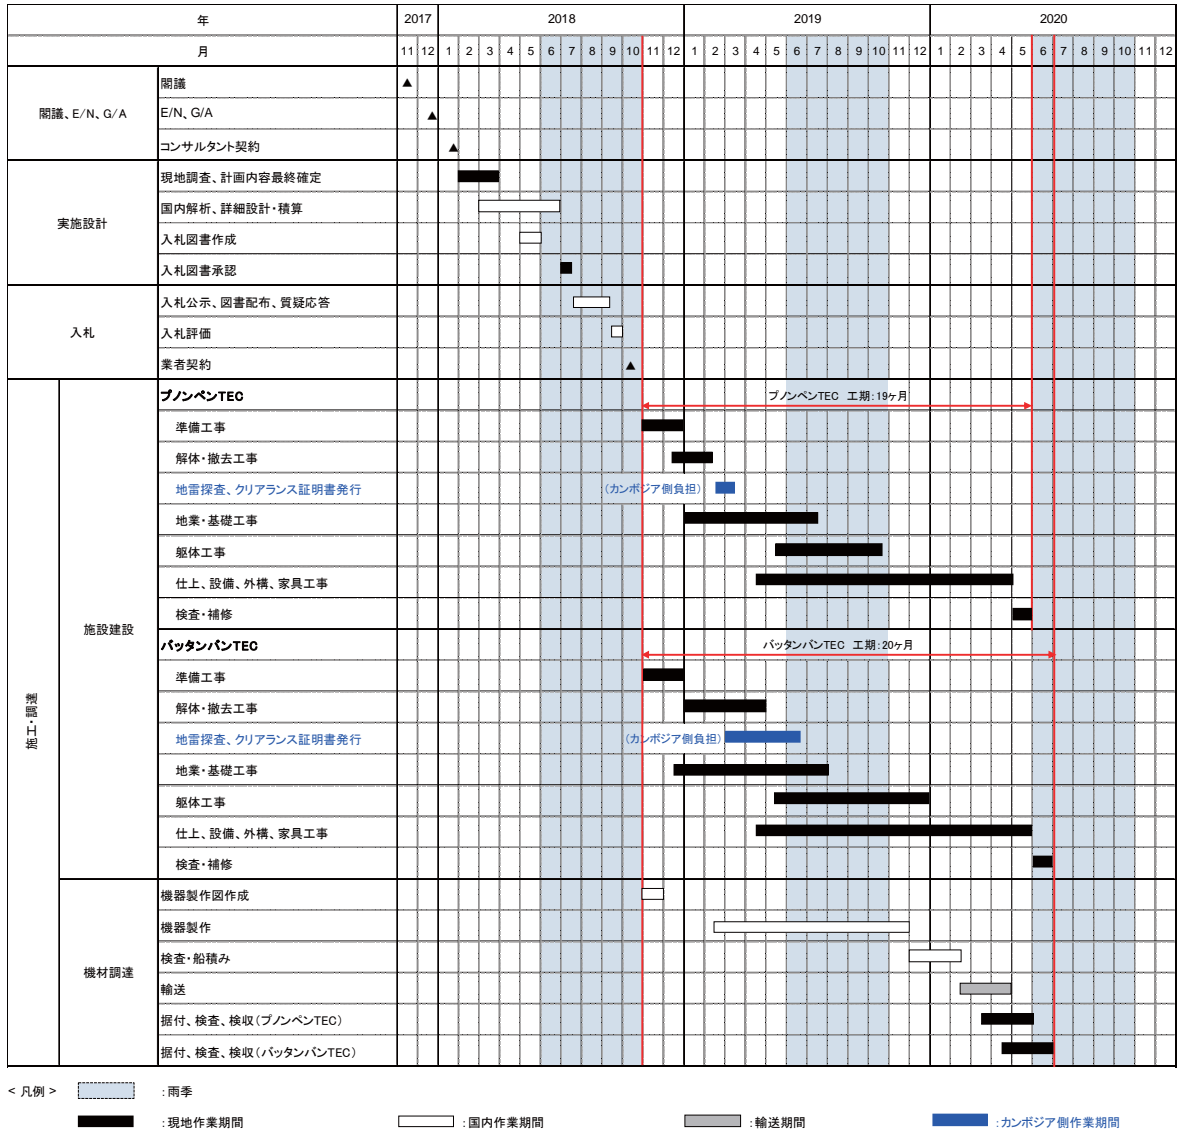 年 2017 2018 2019 2020
月 11 12 1 2 3 4 5 6 7 8 9 10 11 12 1 2 3 4 5 6 7 8 9 10 11 12 1 2 3 4 5 6 7 8 9 10 11 12
閣議、E/N、G/A
閣議
E/N、G/A
コンサルタント契約
実施設計
現地調査、計画内容最終確定
国内解析、詳細設計・積算
入札図書作成
入札図書承認
入札
入札公示、図書配布、質疑応答
入札評価
業者契約
施工・調達
施設建設
プノンペンTEC
プノンペンTEC 工期：19ヶ月
準備工事
解体・撤去工事
地雷探査、クリアランス証明書発行
（カンボジア側負担）
地業・基礎工事
躯体工事
仕上、設備、外構、家具工事
検査・補修
バッタンバンTEC
バッタンバンTEC 工期：20ヶ月
準備工事
解体・撤去工事
地雷探査、クリアランス証明書発行
（カンボジア側負担）
地業・基礎工事
躯体工事
仕上、設備、外構、家具工事
検査・補修
機材調達
機器製作図作成
機器製作
検査・船積み
輸送
据付、検査、検収（プノンペンTEC）
据付、検査、検収（バッタンバンTEC）
< 凡例 >
：雨季
：現地作業期間
：国内作業期間
：輸送期間
：カンボジア側作業期間